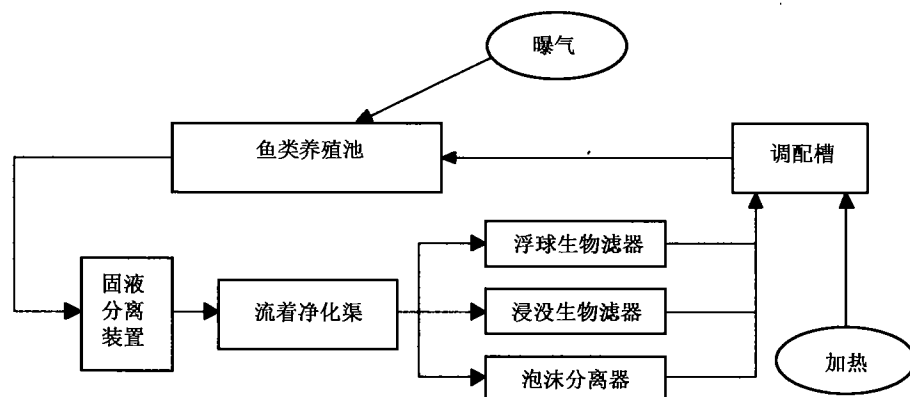 曝气
鱼类养殖池
调配槽
固液
分离
装置
流着净化渠
浮球生物滤器
浸没生物滤器
泡沫分离器
加热